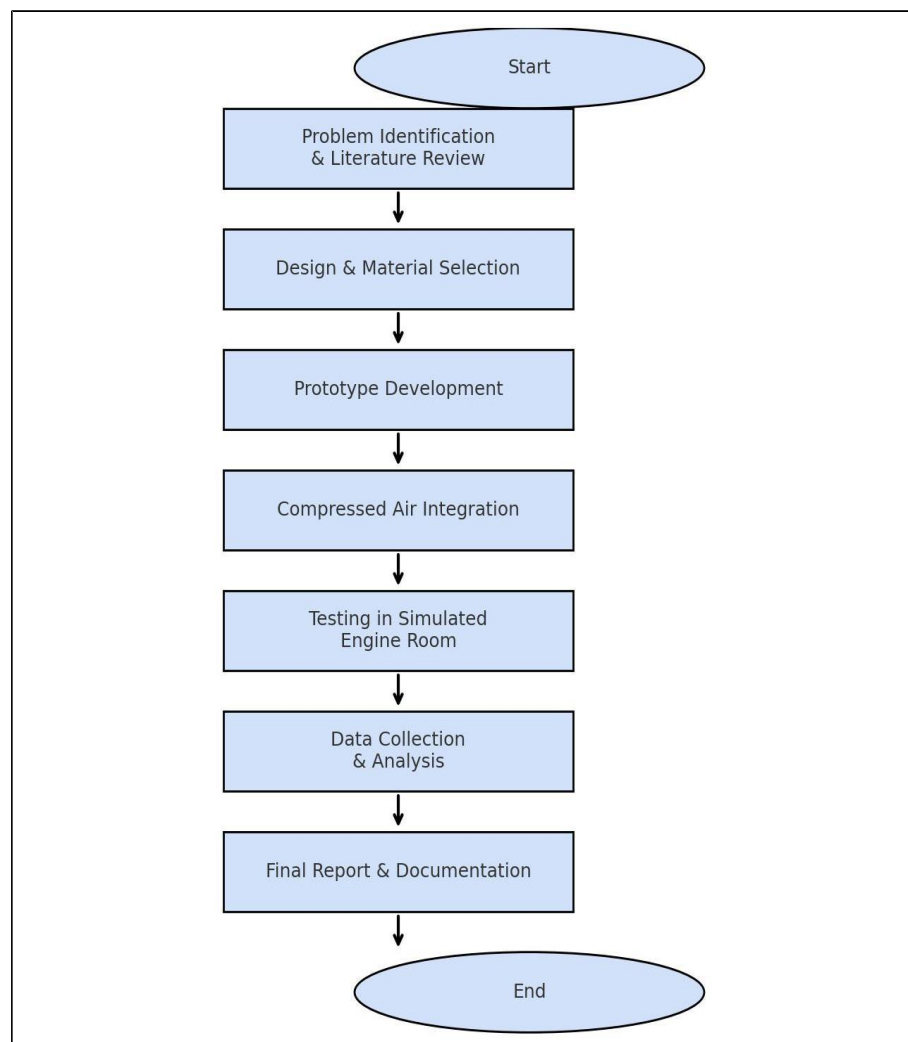 Start
Problem Identification
& Literature Review
Design & Material Selection
Prototype Development
Compressed Air Integration
Testing in Simulated
Engine Room
Data Collection
& Analysis
Final Report & Documentation
End